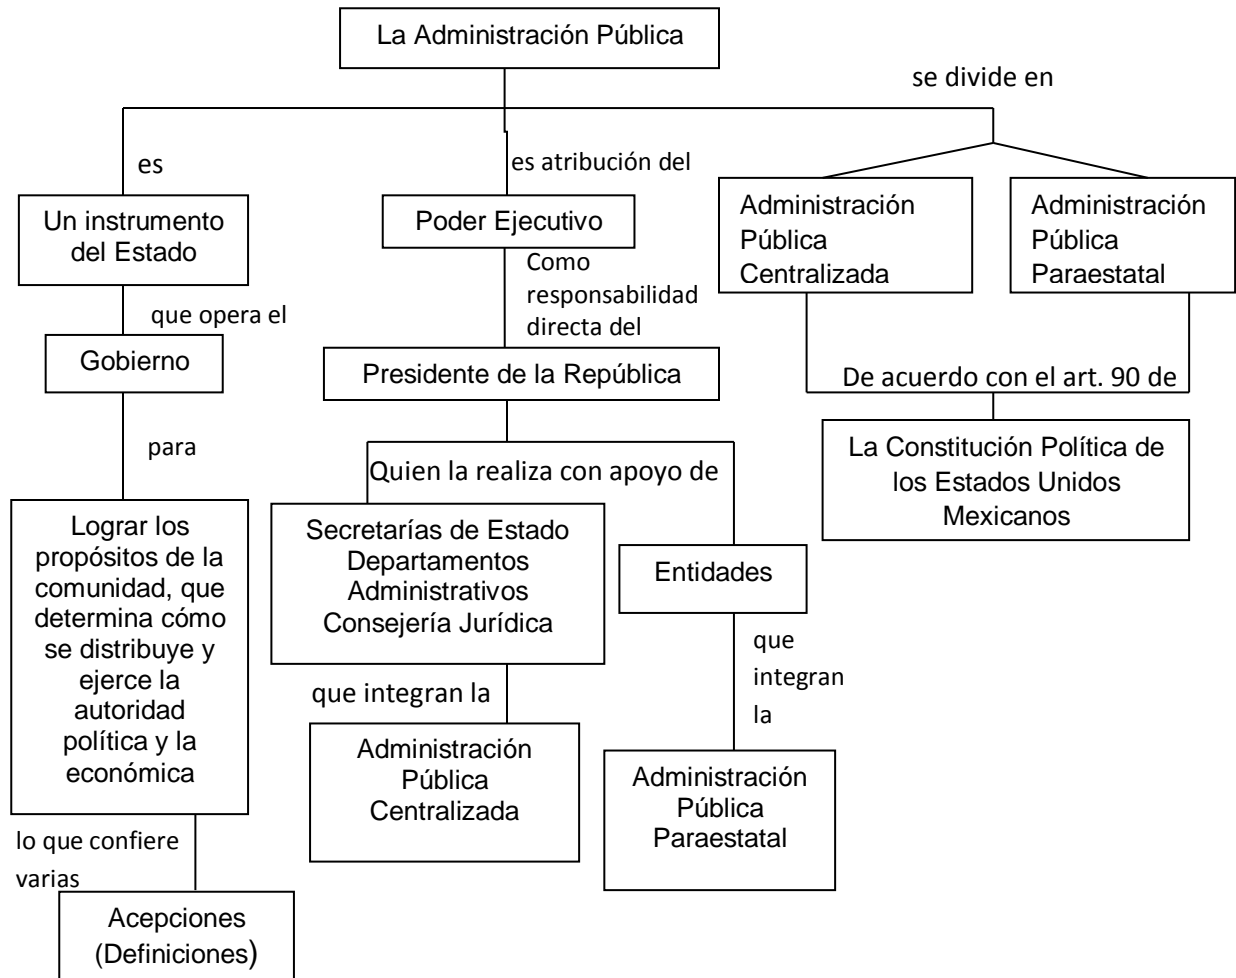 La Administración Pública
se divide en
es
es atribución del
Un instrumento
del Estado
Poder Ejecutivo
Administración
Pública
Centralizada
Administración
Pública
Paraestatal
que opera el
Como
responsabilidad
directa del
Gobierno
Presidente de la República
De acuerdo con el art. 90 de
para
Quien la realiza con apoyo de
La Constitución Política de
los Estados Unidos
Mexicanos
Lograr los
propósitos de la
comunidad, que
determina cómo
se distribuye y
ejerce la
autoridad
política y la
económica
Secretarías de Estado
Departamentos
Administrativos
Consejería Jurídica
Entidades
que integran la
que
integran
la
Administración
Pública
Centralizada
Administración
Pública
Paraestatal
lo que confiere
varias
Acepciones
(Definiciones)